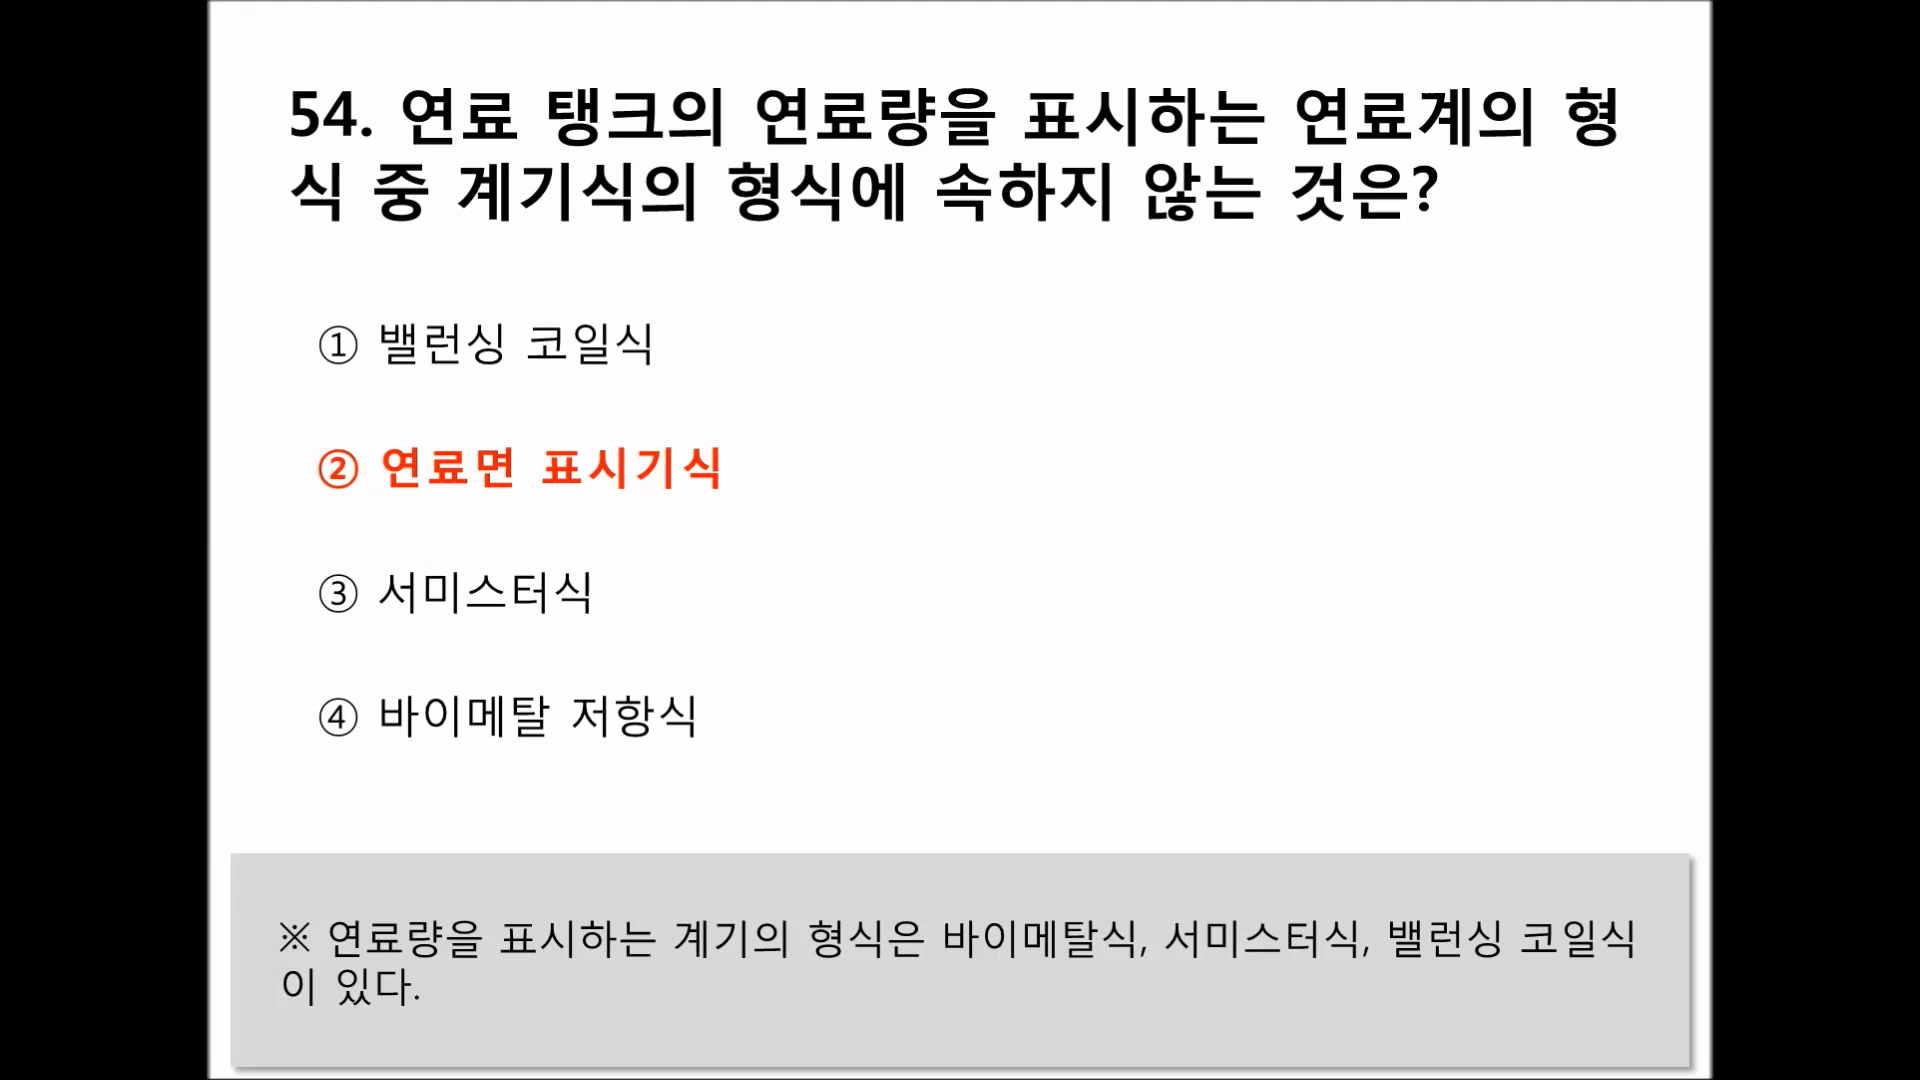 54. 연료 탱크의 연료량을 표시하는 연료계의 형
식 중 계기식의 형식에 속하지 않는 것은?
① 밸런싱 코일식
② 연료면 표시기식
③ 서미스터식
④ 바이메탈 저항식
※ 연료량을 표시하는 계기의 형식은 바이메탈식, 서미스터식, 밸런싱 코일식
이 있다.